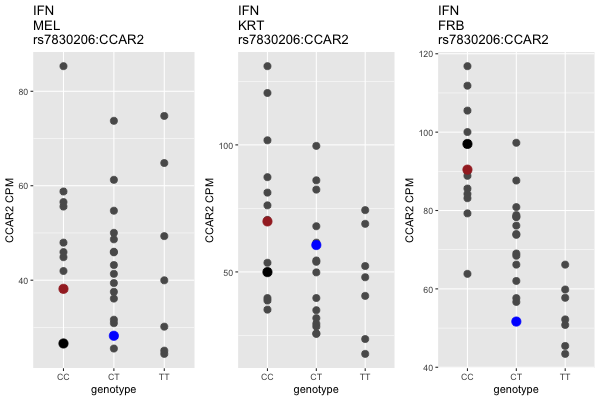 IFN
MEL
rs7830206:CCAR2
80
60
40
CCAR2 CPM
CC CT TT
genotype
IFN
KRT
rs7830206:CCAR2
100
50
CCAR2 CPM
CC CT TT
genotype
IFN
FRB
rs7830206:CCAR2
120
100
80
60
40
CCAR2 CPM
CC CT TT
genotype